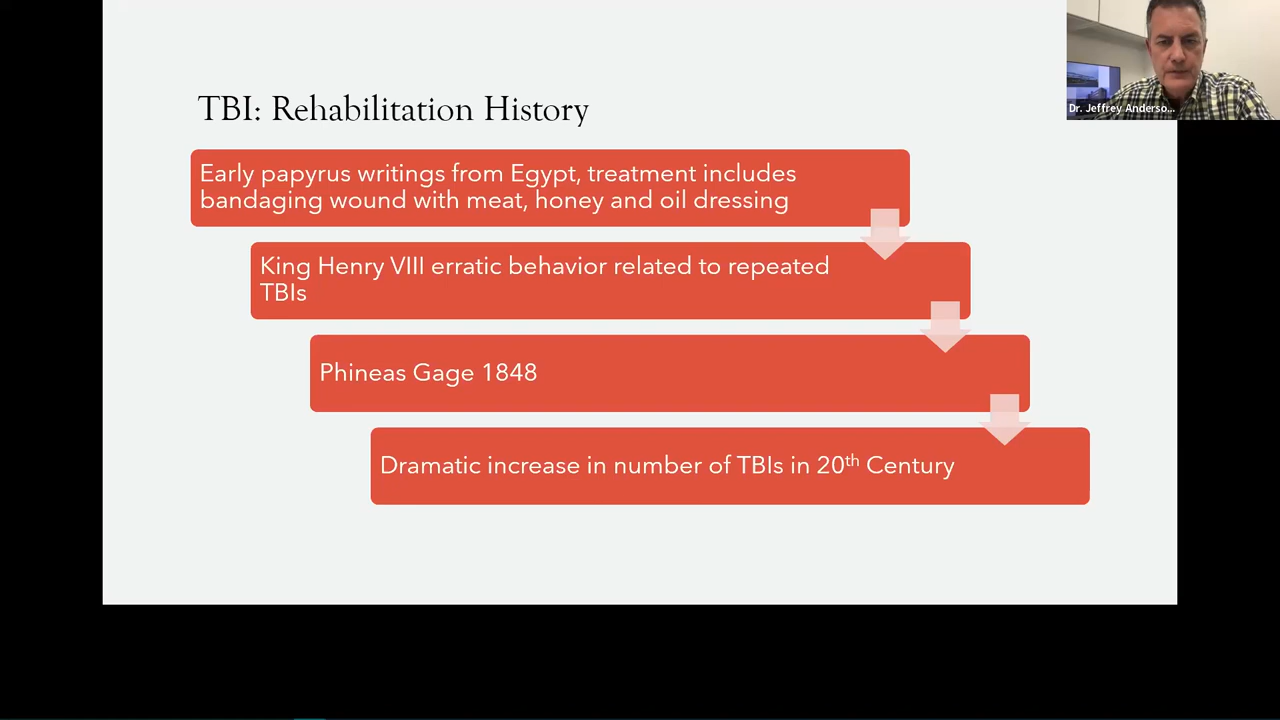 TBI: Rehabilitation History
Early papyrus writings from Egypt, treatment includes
bandaging wound with meat, honey and oil dressing
King Henry VIII erratic behavior related to repeated
TBIs
Phineas Gage 1848
Dramatic increase in number of TBIs in 20th Century
Dr. Jeffrey Anderso...